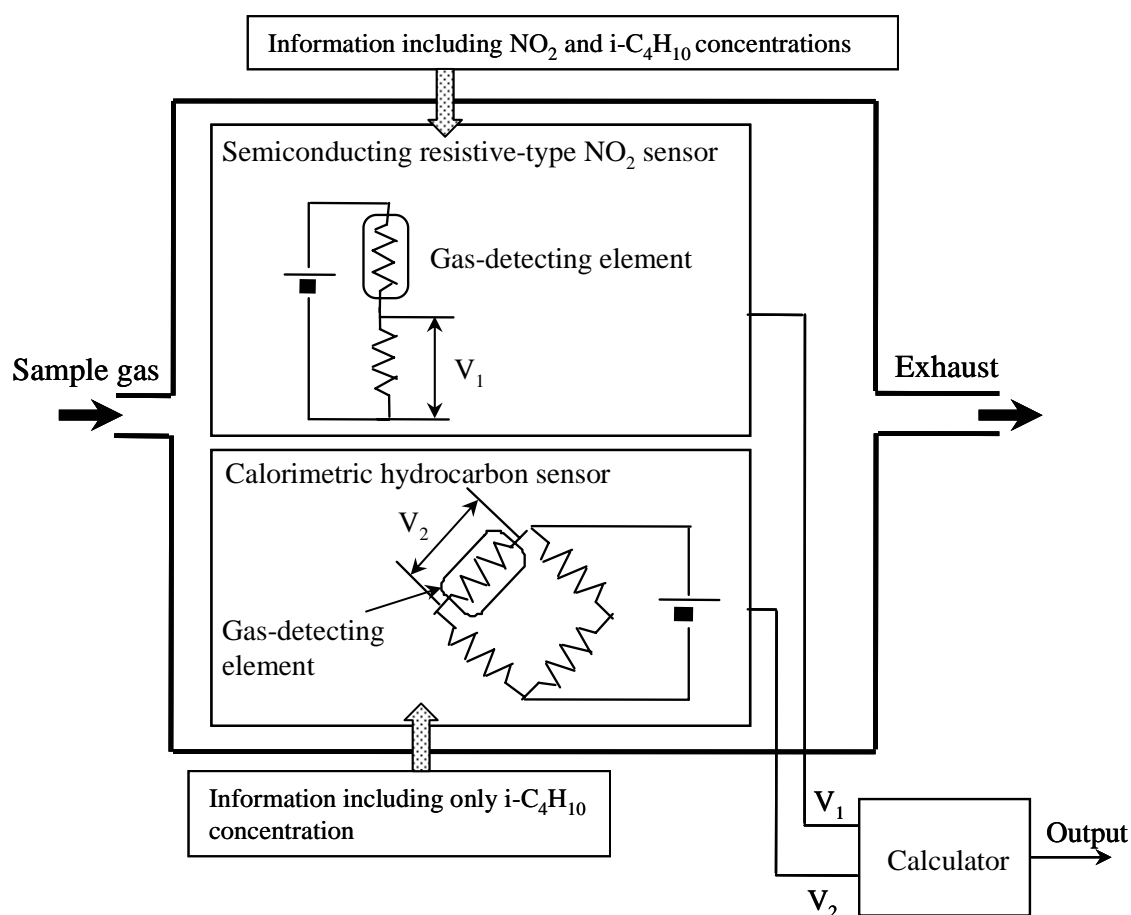 Information including NO₂ and i-C₄H₁₀ concentrations
Semiconducting resistive-type NO₂ sensor
Gas-detecting element
V₁
Sample gas
Exhaust
Calorimetric hydrocarbon sensor
V₂
Gas-detecting
element
Information including only i-C₄H₁₀
concentration
V₁
Output
Calculator
V₂